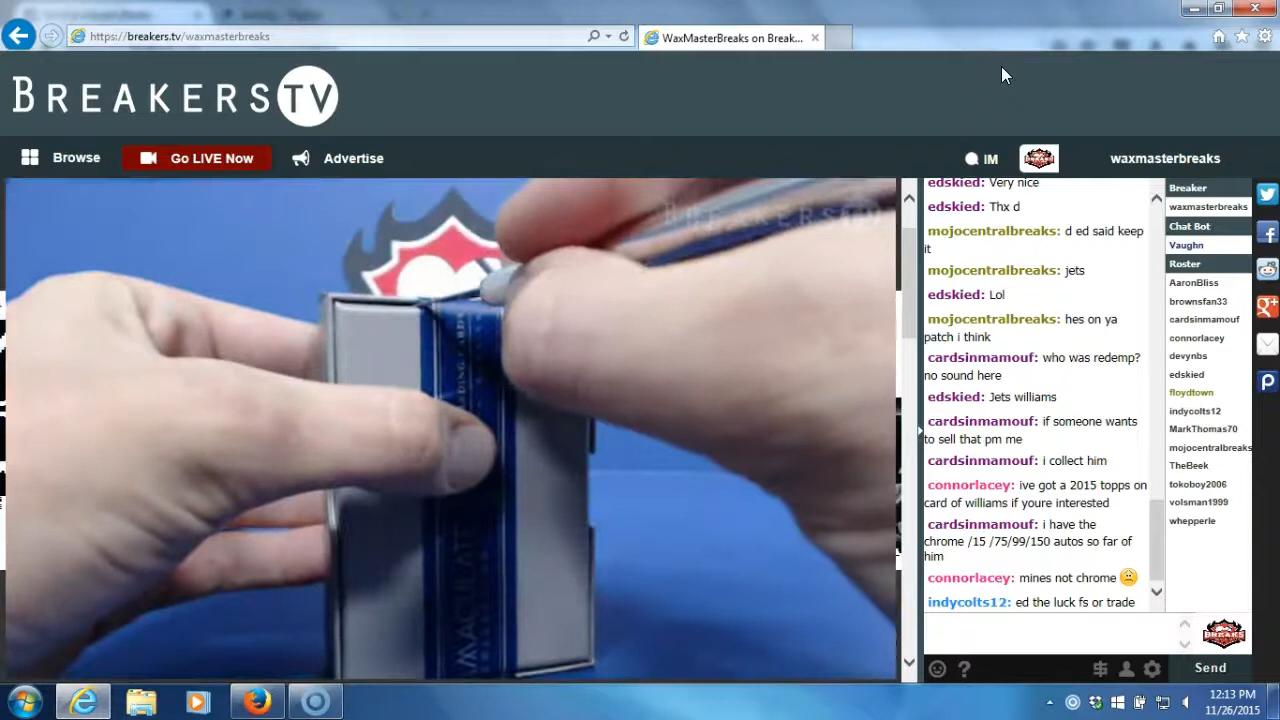 https://breakers.tv/waxmasterbreaks
WaxMasterBreaks on Break...
BREAKERS TV
Browse
Go LIVE Now
Advertise
IM
waxmasterbreaks
edskied: Very nice
edskied: Thx d
mojocentralbreaks: d ed said keep
it
mojocentralbreaks: jets
edskied: Lol
mojocentralbreaks: hes on ya
patch i think
cardsinmamouf: who was redemp?
no sound here
edskied: Jets williams
cardsinmamouf: if someone wants
to sell that pm me
cardsinmamouf: i collect him
connorlacey: ive got a 2015 topps on
card of williams if youre interested
cardsinmamouf: i have the
chrome /15 /75/99/150 autos so far of
him
connorlacey: mines not chrome
indycolts12: ed the luck fs or trade
Breaker
waxmasterbreaks
Chat Bot
Vaughn
Roster
AaronBliss
brownsfan33
cardsinmamouf
connorlacey
devynbs
edskied
floydtown
indycolts12
MarkThomas70
mojocentralbreaks
TheBeek
tokoboy2006
volsman1999
whepperle
BREAKERS TV
BREAKS
Send
12:13 PM
11/26/2015